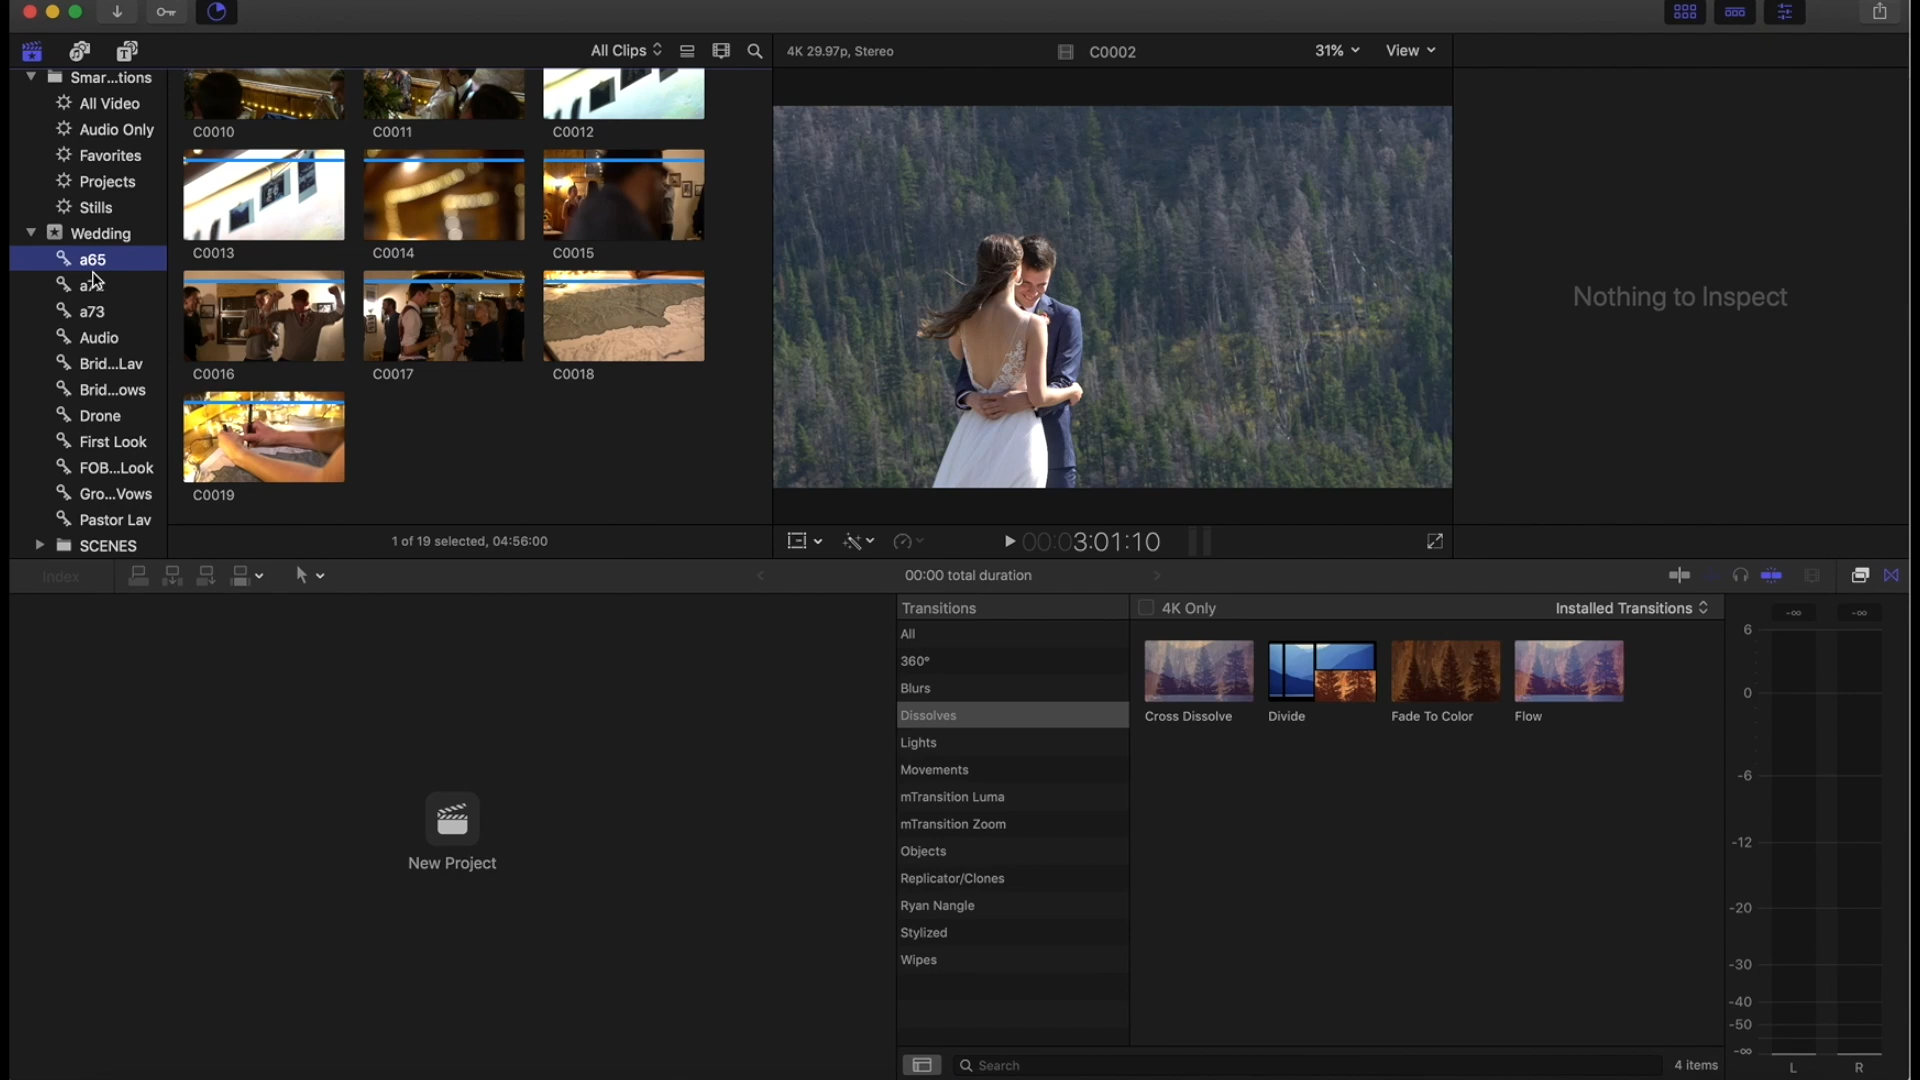 All Clips
4K 29.97p, Stereo
C0002
31%
View
Smar...tions
All Video
Audio Only
Favorites
Projects
Stills
Wedding
a65
a73
Audio
Brid...Lav
Brid...ows
Drone
First Look
FOB...Look
Gro...Vows
Pastor Lav
SCENES
C0010
C0011
C0012
C0013
C0014
C0015
C0016
C0017
C0018
C0019
1 of 19 selected, 04:56:00
00:03:01:10
Nothing to Inspect
Index
00:00 total duration
New Project
Transitions
All
360°
Blurs
Dissolves
Lights
Movements
mTransition Luma
mTransition Zoom
Objects
Replicator/Clones
Ryan Nangle
Stylized
Wipes
4K Only
Installed Transitions
Cross Dissolve
Divide
Fade To Color
Flow
Search
4 items
-∞ -∞
6
0
-6
-12
-20
-30
-40
-50
-∞
L R